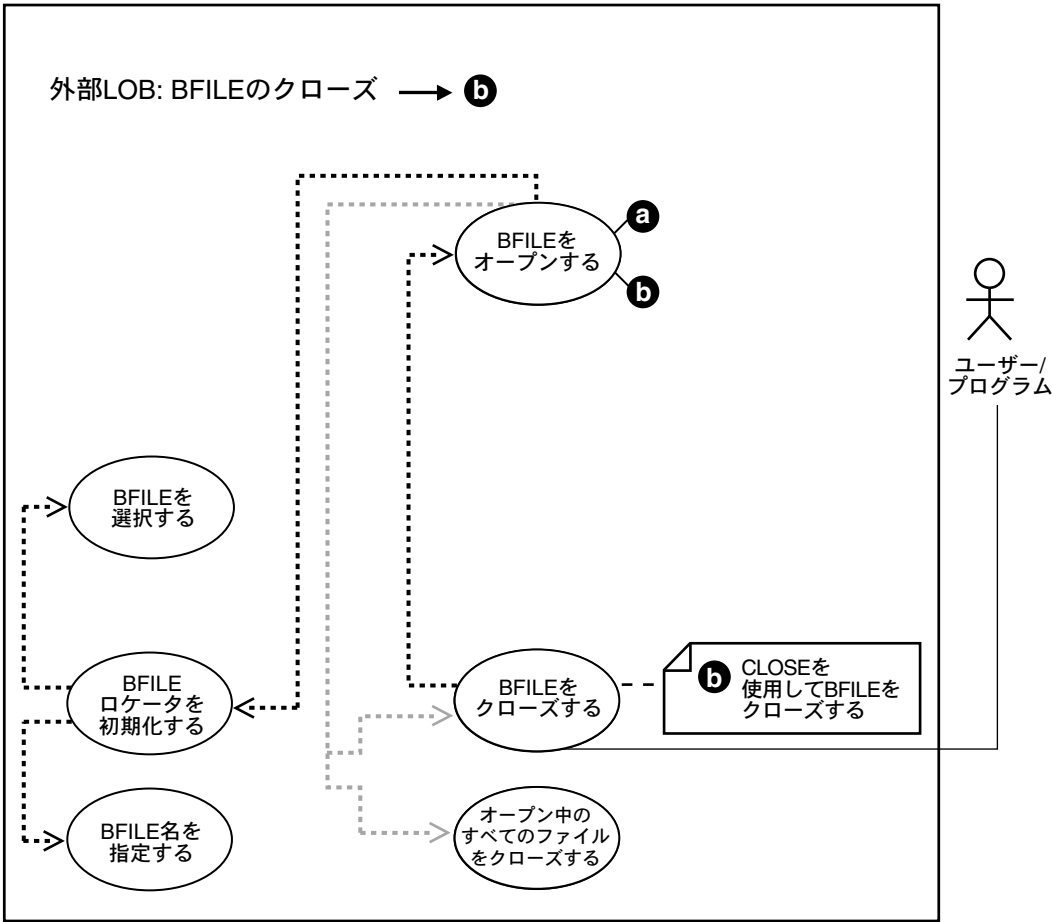 外部LOB: BFILEのクローズ → b
BFILEを
オープンする
a
b
ユーザー/
プログラム
BFILEを
選択する
BFILE
ロケータを
初期化する
BFILEを
クローズする
b CLOSEを
使用してBFILEを
クローズする
BFILE名を
指定する
オープン中の
すべてのファイル
をクローズする